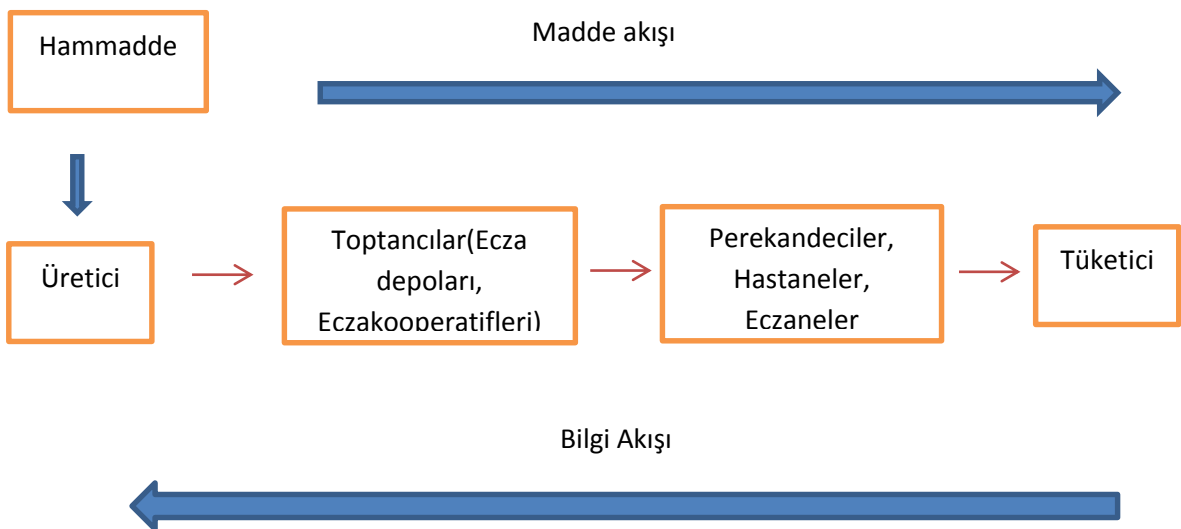 Hammadde
Madde akışı
Üretici
Toptancılar(Ecza
depoları,
Eczakooperatifleri)
Perekandeciler,
Hastaneler,
Eczaneler
Tüketici
Bilgi Akışı